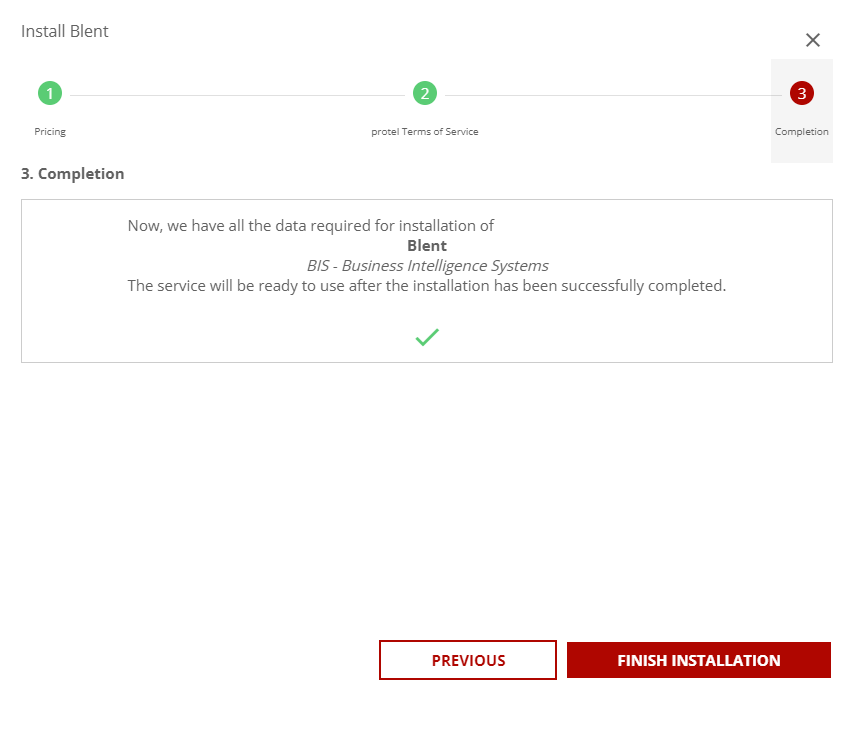 Install Blent
1
2
3
Pricing
protel Terms of Service
Completion
3. Completion
Now, we have all the data required for installation of
Blent
BIS - Business Intelligence Systems
The service will be ready to use after the installation has been successfully completed.
PREVIOUS
FINISH INSTALLATION